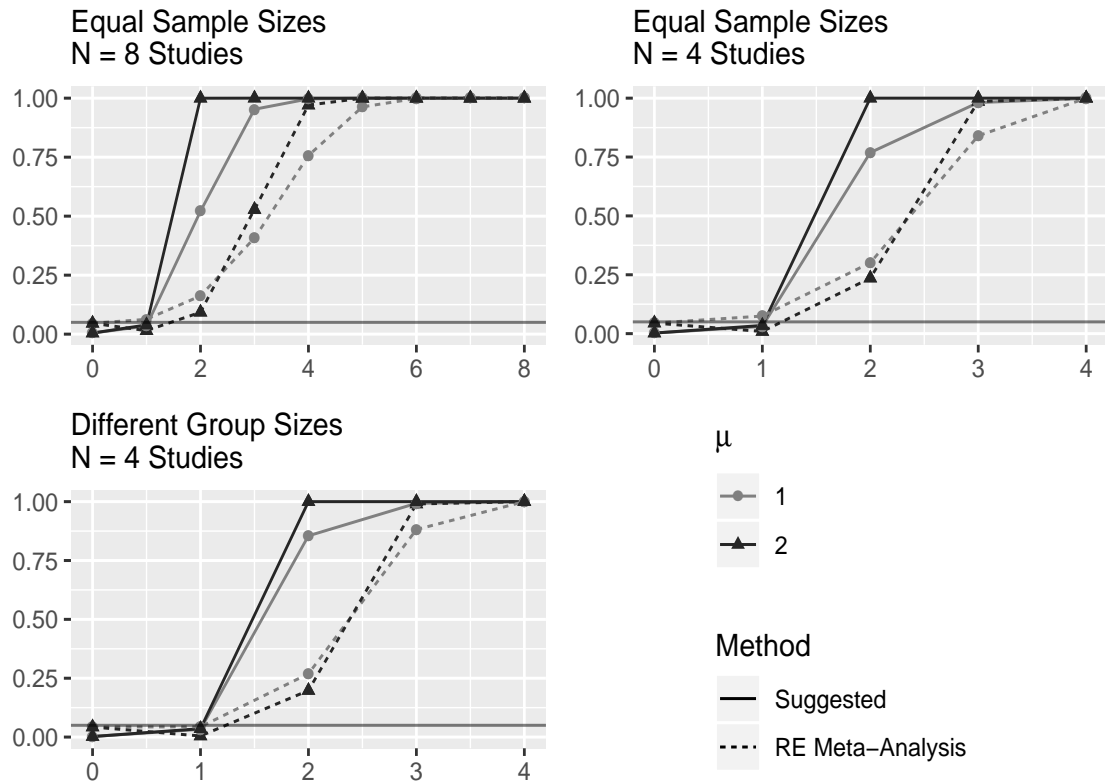 Equal Sample Sizes
N = 8 Studies
1.00
0.75
0.50
0.25
0.00
0 2 4 6 8
Equal Sample Sizes
N = 4 Studies
1.00
0.75
0.50
0.25
0.00
0 1 2 3 4
Different Group Sizes
N = 4 Studies
1.00
0.75
0.50
0.25
0.00
0 1 2 3 4
μ
1
2
Method
Suggested
RE Meta−Analysis